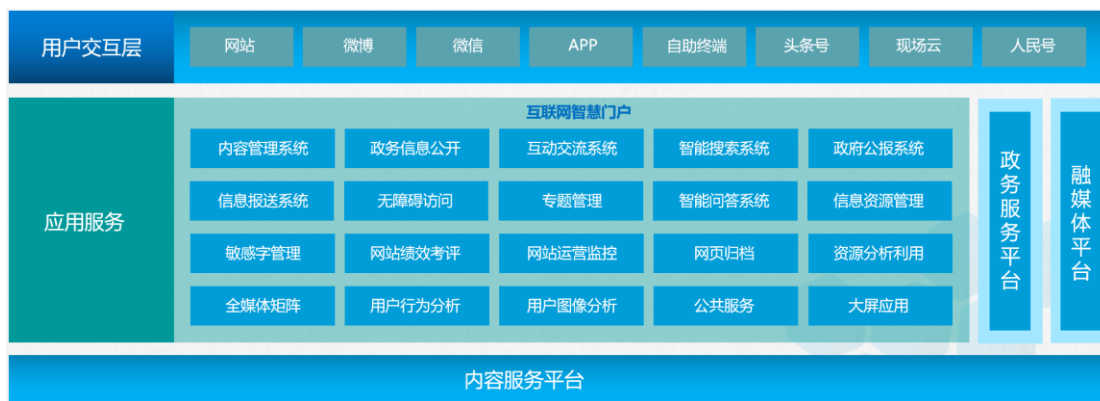 用户交互层 网站 微博 微信 APP 自助终端 头条号 现场云 人民号
应用服务
互联网智慧门户
内容管理系统 政务信息公开 互动交流系统 智能搜索系统 政府公报系统
信息报送系统 无障碍访问 专题管理 智能问答系统 信息资源管理
敏感字管理 网站绩效考评 网站运营监控 网页归档 资源分析利用
全媒体矩阵 用户行为分析 用户图像分析 公共服务 大屏应用
政务服务平台
融媒体平台
内容服务平台